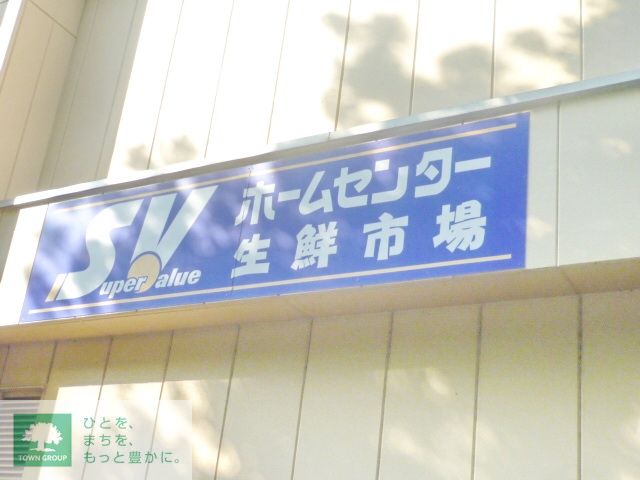 SV
Super Value
ホームセンター
生鮮市場
ひとを、
まちを、
もっと豊かに。
TOWN GROUP